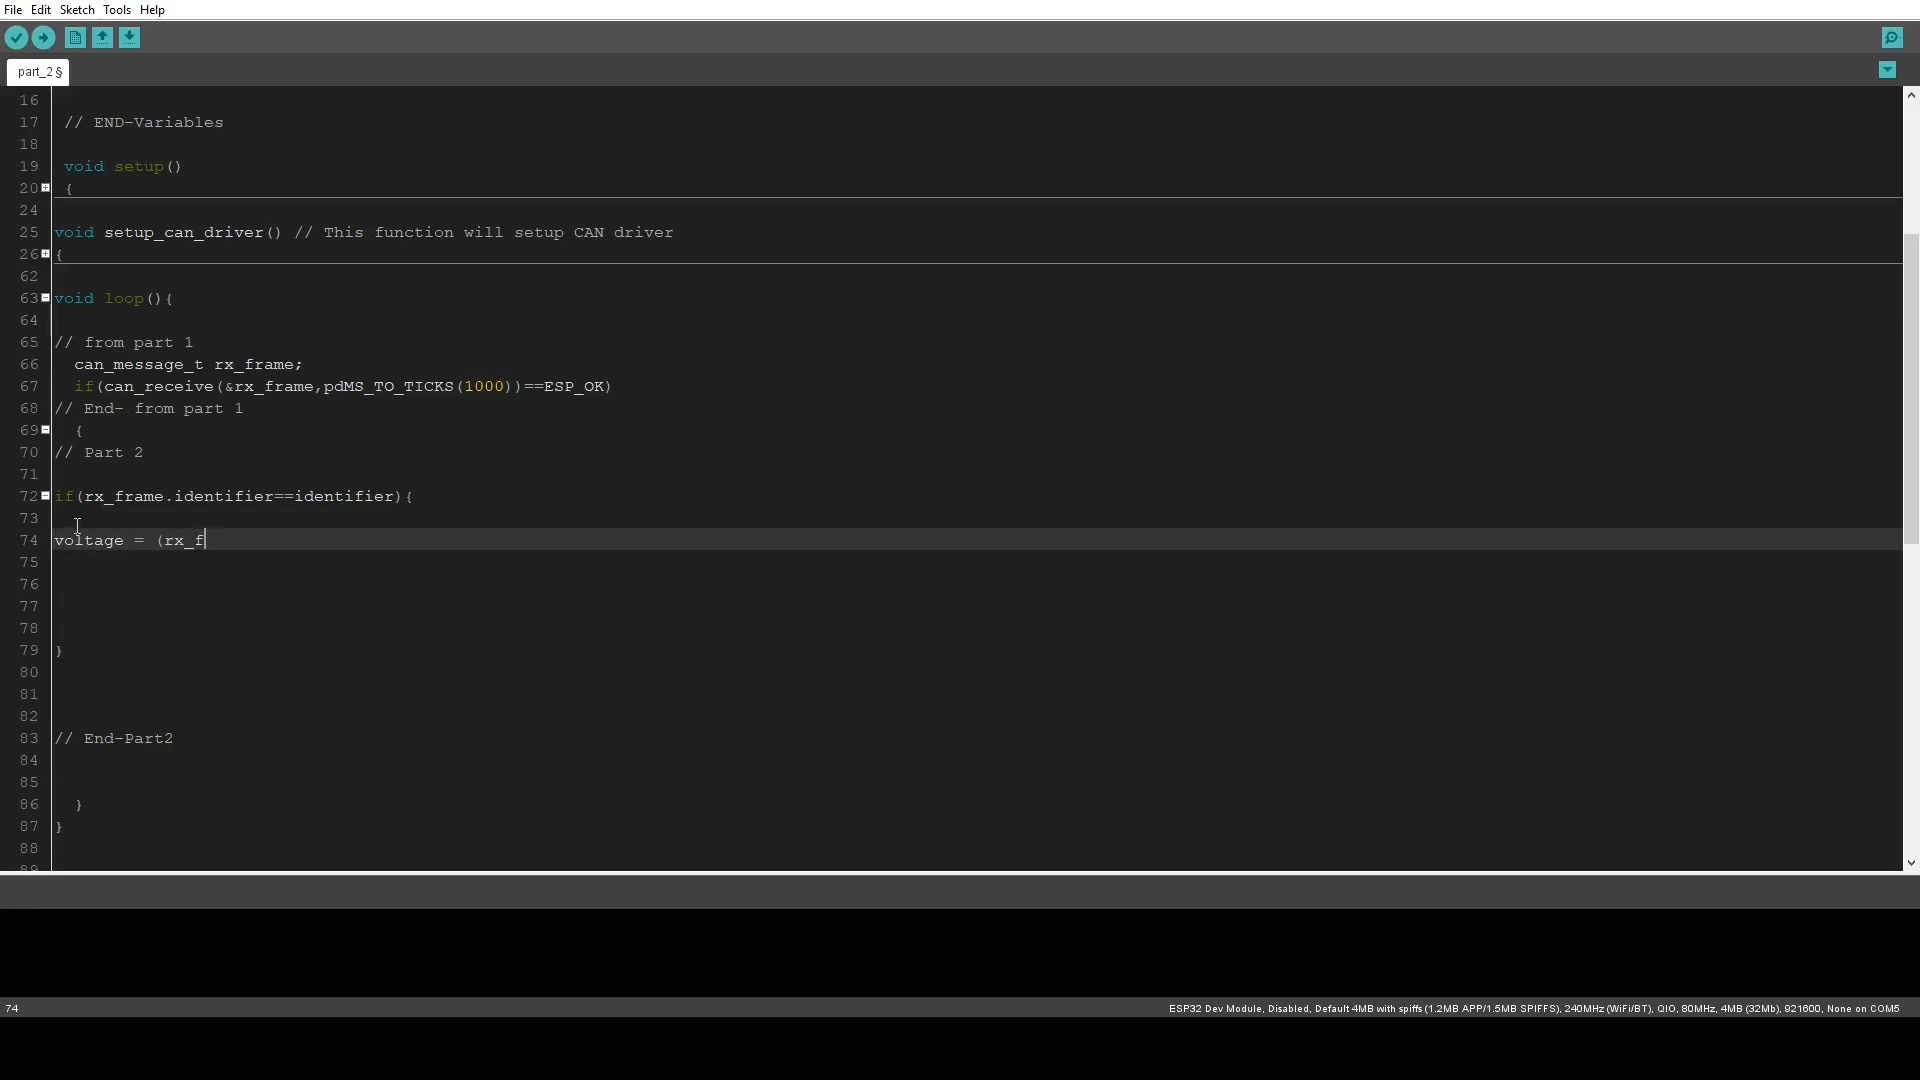 File Edit Sketch Tools Help
part_2 §
16
17 // END-Variables
18
19 void setup()
20 {
24
25 void setup_can_driver() // This function will setup CAN driver
26 {
62
63 void loop(){
64
65 // from part 1
66 can_message_t rx_frame;
67 if(can_receive(&rx_frame,pdMS_TO_TICKS(1000))==ESP_OK)
68 // End- from part 1
69 {
70 // Part 2
71
72 if(rx_frame.identifier==identifier){
73
74 voltage = (rx_f
75
76
77
78
79 }
80
81
82
83 // End-Part2
84
85
86 }
87 }
88
89
74
ESP32 Dev Module, Disabled, Default 4MB with spiffs (1.2MB APP/1.5MB SPIFFS), 240MHz (WiFi/BT), QIO, 80MHz, 4MB (32Mb), 921600, None on COM5